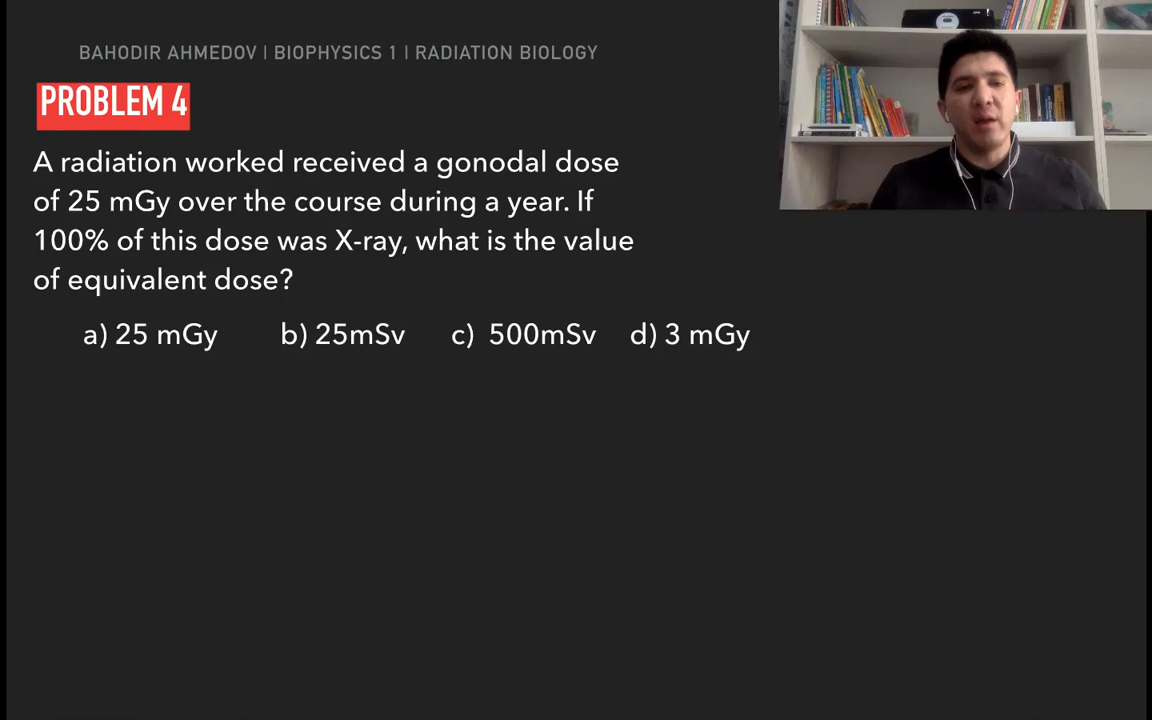 BAHODIR AHMEDOV | BIOPHYSICS 1 | RADIATION BIOLOGY
PROBLEM 4
A radiation worked received a gonodal dose
of 25 mGy over the course during a year. If
100% of this dose was X-ray, what is the value
of equivalent dose?
a) 25 mGy b) 25mSv c) 500mSv d) 3 mGy